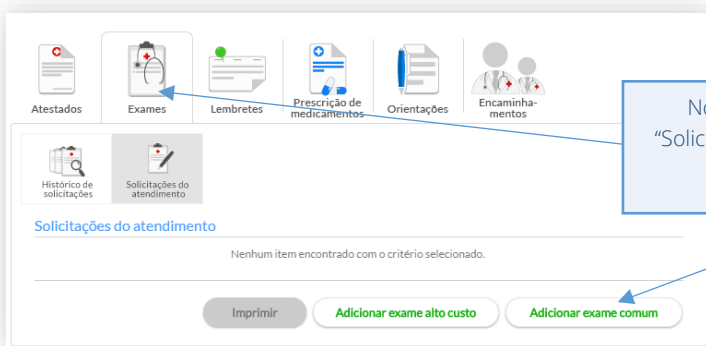 Atestados
Exames
Lembretes
Prescrição de
medicamentos
Orientações
Encaminha-
mentos
“Solic
Histórico de
solicitações
Solicitações do
atendimento
Solicitações do atendimento
Nenhum item encontrado com o critério selecionado.
Imprimir
Adicionar exame alto custo
Adicionar exame comum